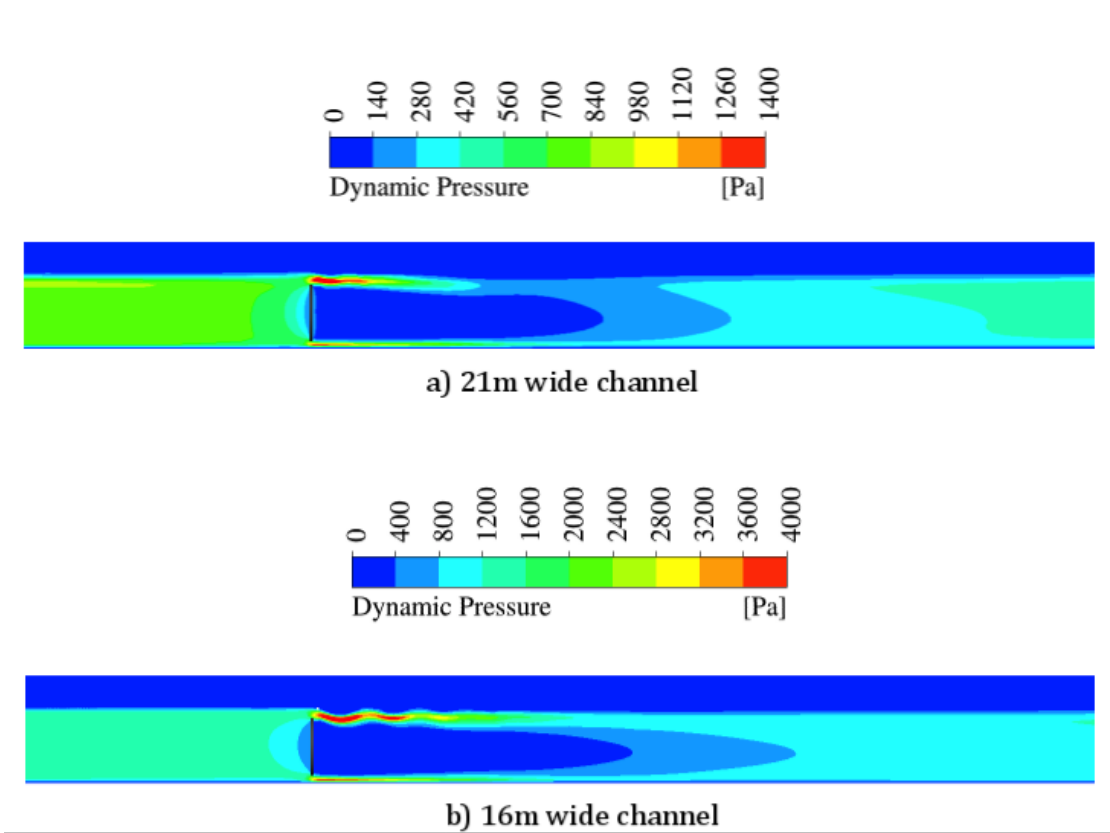 0 140 280 420 560 700 840 980 1120 1260 1400
Dynamic Pressure [Pa]
a) 21m wide channel
0 400 800 1200 1600 2000 2400 2800 3200 3600 4000
Dynamic Pressure [Pa]
b) 16m wide channel